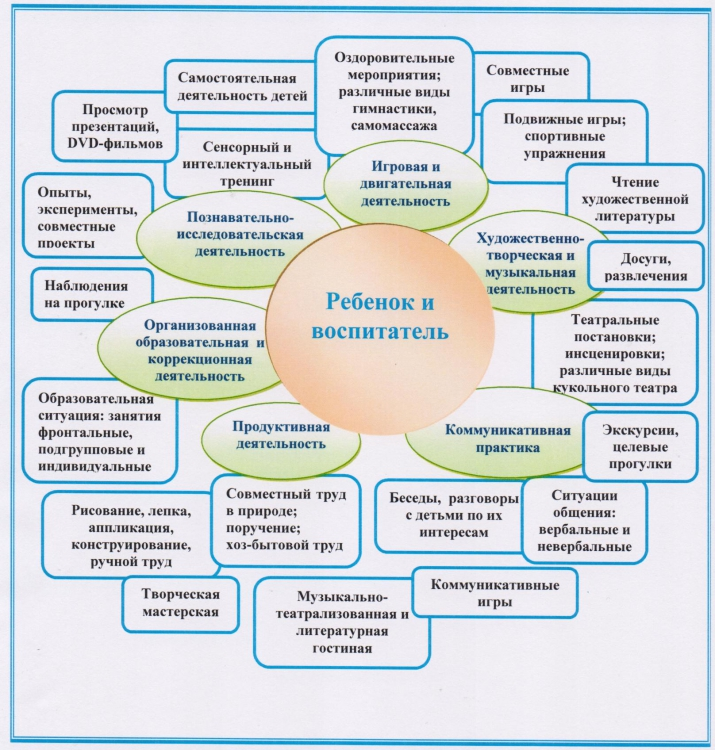 Оздоровительные
мероприятия;
различные виды
гимнастики,
самомассажа
Самостоятельная
деятельность детей
Совместные
игры
Просмотр
презентаций,
DVD-фильмов
Подвижные игры;
спортивные
упражнения
Сенсорный и
интеллектуальный
тренинг
Игровая и
двигательная
деятельность
Чтение
художественной
литературы
Опыты,
эксперименты,
совместные
проекты
Познавательно-
исследовательская
деятельность
Художественно-
творческая и
музыкальная
деятельность
Досуги,
развлечения
Наблюдения
на прогулке
Ребенок и
воспитатель
Организованная
образовательная и
коррекционная
деятельность
Театральные
постановки;
инсценировки;
различные виды
кукольного театра
Образовательная
ситуация: занятия
фронтальные,
подгрупповые и
индивидуальные
Продуктивная
деятельность
Коммуникативная
практика
Экскурсии,
целевые
прогулки
Рисование, лепка,
аппликация,
конструирование,
ручной труд
Совместный труд
в природе;
поручение;
хоз-бытовой труд
Беседы, разговоры
с детьми по их
интересам
Ситуации
общения:
вербальные и
невербальные
Творческая
мастерская
Музыкально-
театрализованная и
литературная
гостиная
Коммуникативные
игры